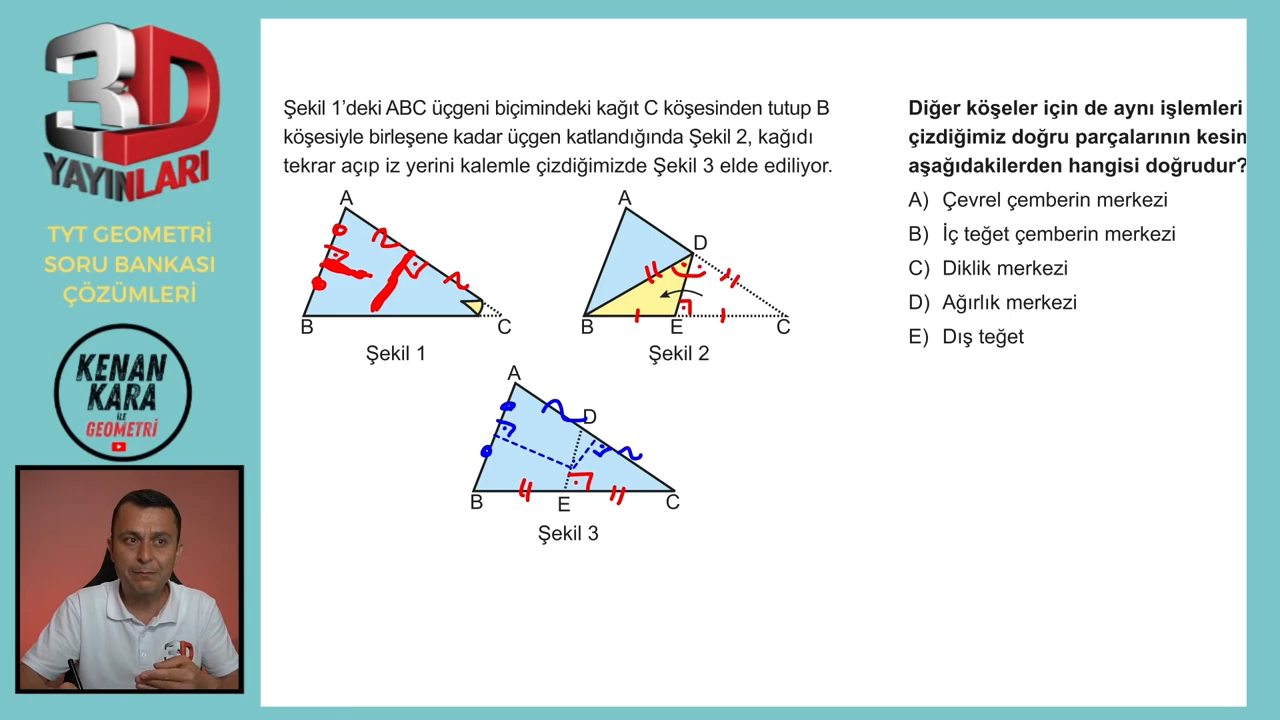 3D
YAYINLARI
TYT GEOMETRİ
SORU BANKASI
ÇÖZÜMLERİ
KENAN
KARA
İLE
GEOMETRİ
3D
Şekil 1’deki ABC üçgeni biçimindeki kağıt C köşesinden tutup B
köşesiyle birleşene kadar üçgen katlandığında Şekil 2, kağıdı
tekrar açıp iz yerini kalemle çizdiğimizde Şekil 3 elde ediliyor.
A
B
C
Şekil 1
A
D
B
E
C
Şekil 2
A
D
B
E
C
Şekil 3
Diğer köşeler için de aynı işlemleri
çizdiğimiz doğru parçalarının kesim
aşağıdakilerden hangisi doğrudur?
A) Çevrel çemberin merkezi
B) İç teğet çemberin merkezi
C) Diklik merkezi
D) Ağırlık merkezi
E) Dış teğet